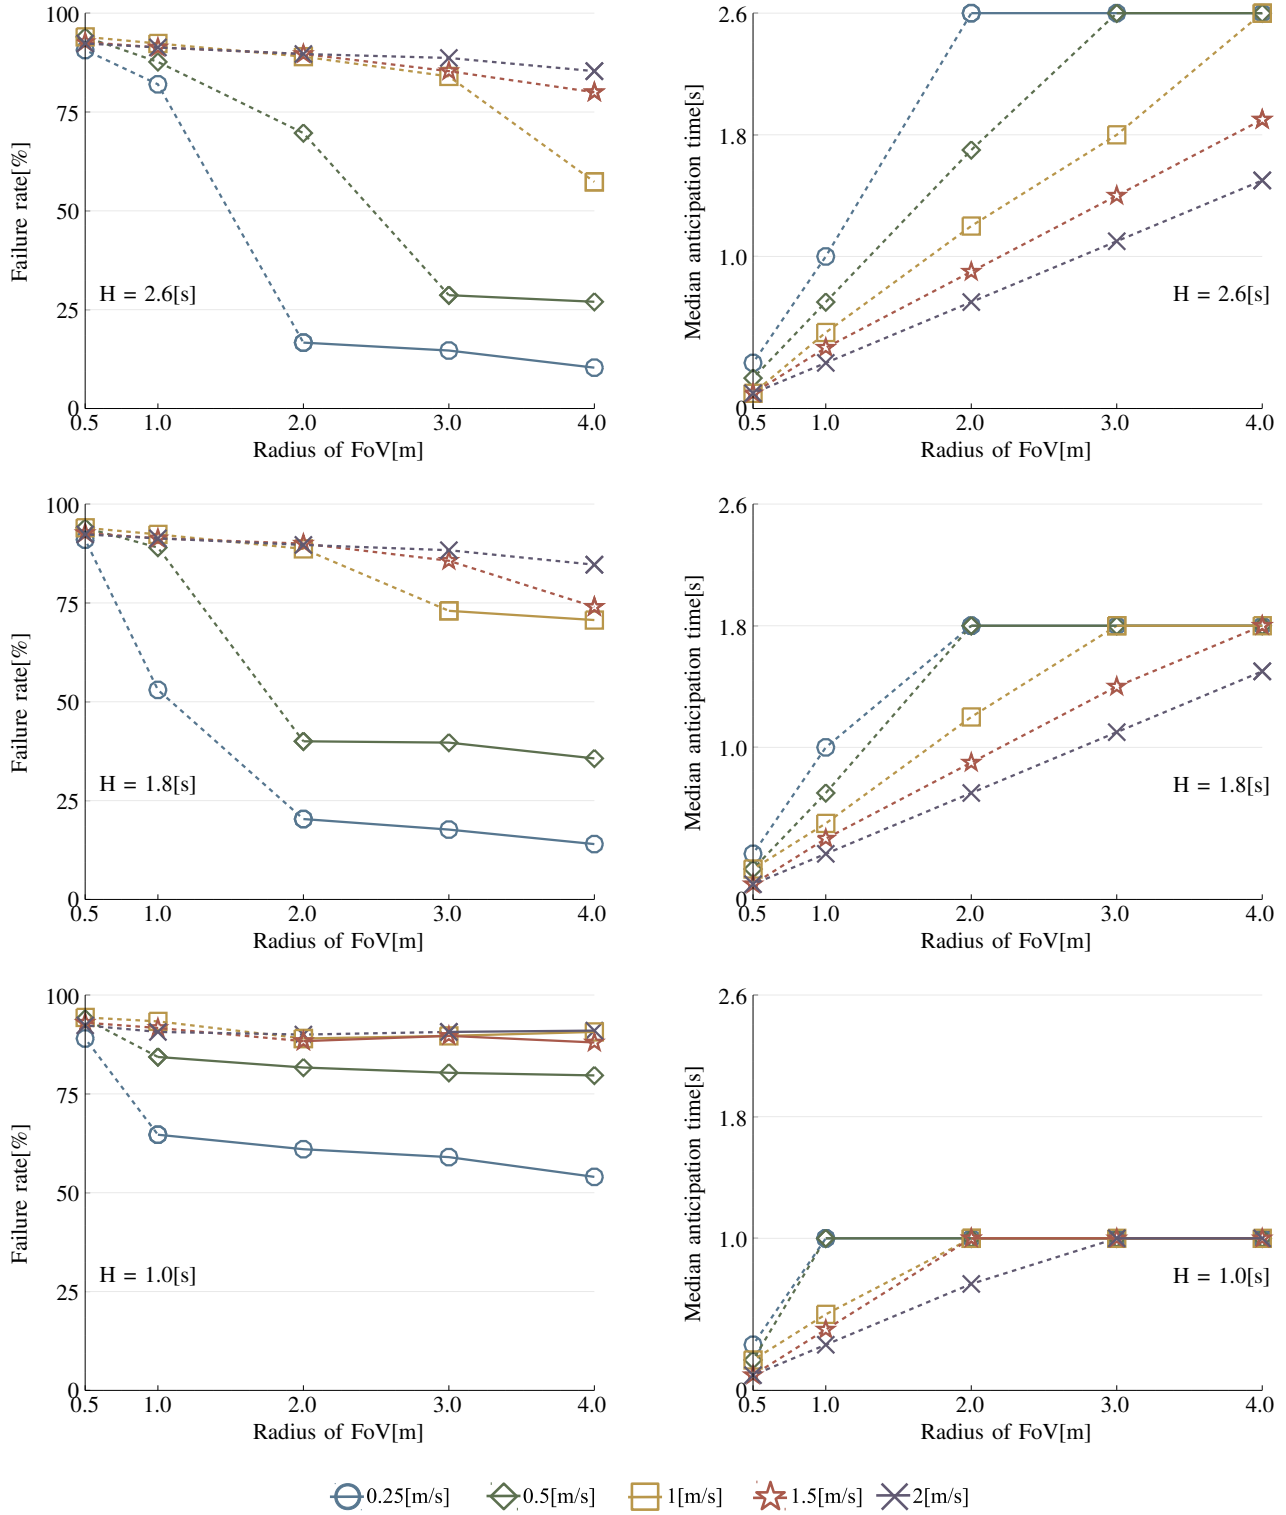 100
75
50
25
0
Failure rate[%]
H = 2.6[s]
0.5 1.0 2.0 3.0 4.0
Radius of FoV[m]
2.6
1.8
1.0
0
Median anticipation time[s]
H = 2.6[s]
0.5 1.0 2.0 3.0 4.0
Radius of FoV[m]
100
75
50
25
0
Failure rate[%]
H = 1.8[s]
0.5 1.0 2.0 3.0 4.0
Radius of FoV[m]
2.6
1.8
1.0
0
Median anticipation time[s]
H = 1.8[s]
0.5 1.0 2.0 3.0 4.0
Radius of FoV[m]
100
75
50
25
0
Failure rate[%]
H = 1.0[s]
0.5 1.0 2.0 3.0 4.0
Radius of FoV[m]
2.6
1.8
1.0
0
Median anticipation time[s]
H = 1.0[s]
0.5 1.0 2.0 3.0 4.0
Radius of FoV[m]
0.25[m/s] 0.5[m/s] 1[m/s] 1.5[m/s] 2[m/s]